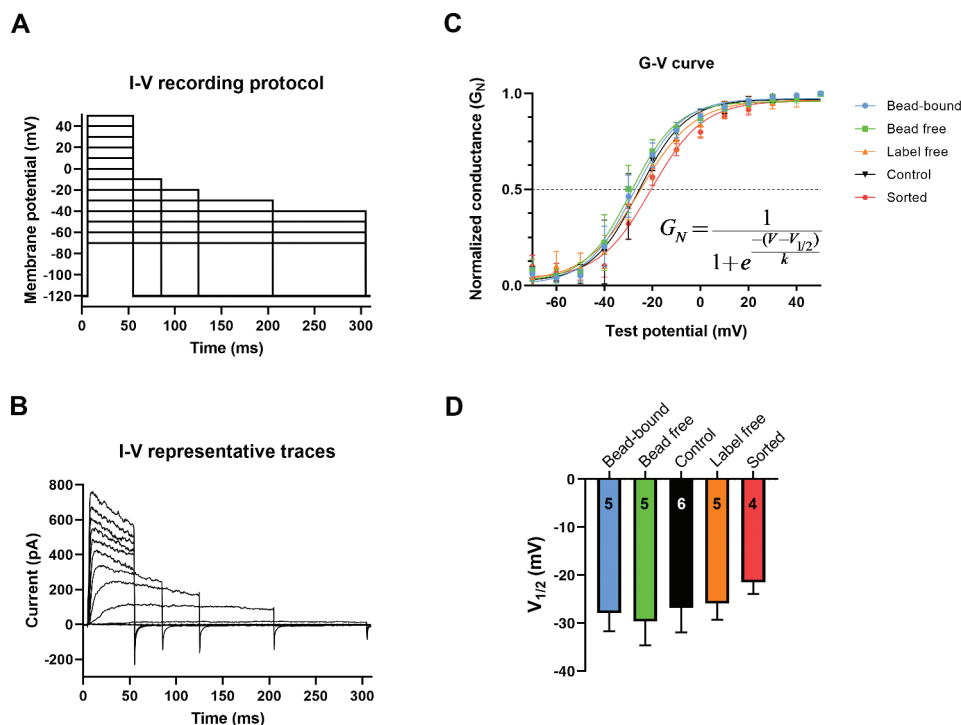 A
I-V recording protocol
Membrane potential (mV)
40
20
0
-20
-40
-60
-80
-100
-120
0 50 100 150 200 250 300
Time (ms)
B
I-V representative traces
Current (pA)
800
600
400
200
0
-200
0 50 100 150 200 250 300
Time (ms)
C
G-V curve
Normalized conductance (G_N)
1.0
0.5
0.0
-60 -40 -20 0 20 40
Test potential (mV)
G_N = 1 / (1+e^(-(V-V_1/2)/k))
Bead-bound
Bead free
Label free
Control
Sorted
D
Bead-bound Bead free Control Label free Sorted
V_1/2 (mV)
0
-10
-20
-30
-40
5 5 6 5 4